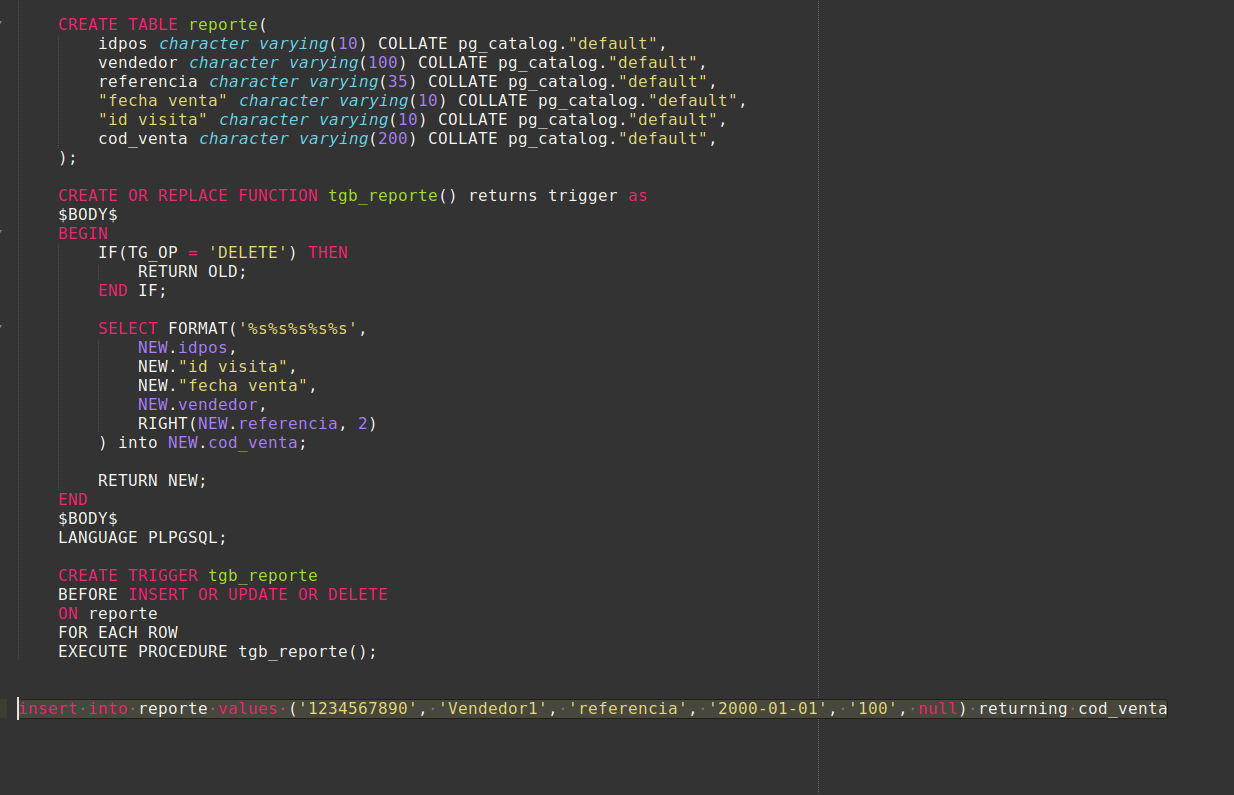 CREATE TABLE reporte(
idpos character varying(10) COLLATE pg_catalog."default",
vendedor character varying(100) COLLATE pg_catalog."default",
referencia character varying(35) COLLATE pg_catalog."default",
"fecha venta" character varying(10) COLLATE pg_catalog."default",
"id visita" character varying(10) COLLATE pg_catalog."default",
cod_venta character varying(200) COLLATE pg_catalog."default",
);
CREATE OR REPLACE FUNCTION tgb_reporte() returns trigger as
$BODY$
BEGIN
IF(TG_OP = 'DELETE') THEN
RETURN OLD;
END IF;
SELECT FORMAT('%s%s%s%s%s',
NEW.idpos,
NEW."id visita",
NEW."fecha venta",
NEW.vendedor,
RIGHT(NEW.referencia, 2)
) into NEW.cod_venta;
RETURN NEW;
END
$BODY$
LANGUAGE PLPGSQL;
CREATE TRIGGER tgb_reporte
BEFORE INSERT OR UPDATE OR DELETE
ON reporte
FOR EACH ROW
EXECUTE PROCEDURE tgb_reporte();
insert into reporte values ('1234567890', 'Vendedor1', 'referencia', '2000-01-01', '100', null) returning cod_venta